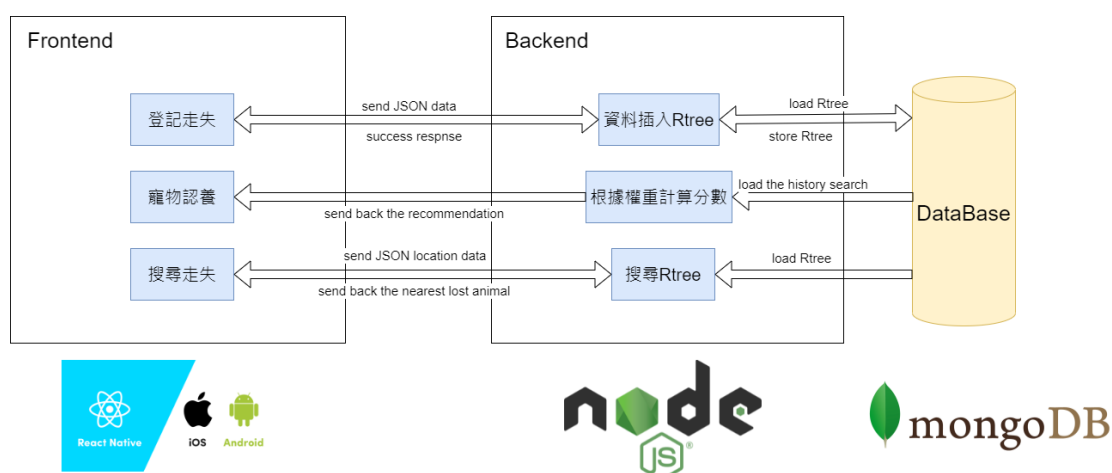 Frontend
Backend
登記走失
send JSON data
success respnse
資料插入Rtree
load Rtree
store Rtree
寵物認養
send back the recommendation
根據權重計算分數
load the history search
DataBase
搜尋走失
send JSON location data
send back the nearest lost animal
搜尋Rtree
load Rtree
React Native
iOS
Android
node
JS
®
mongoDB